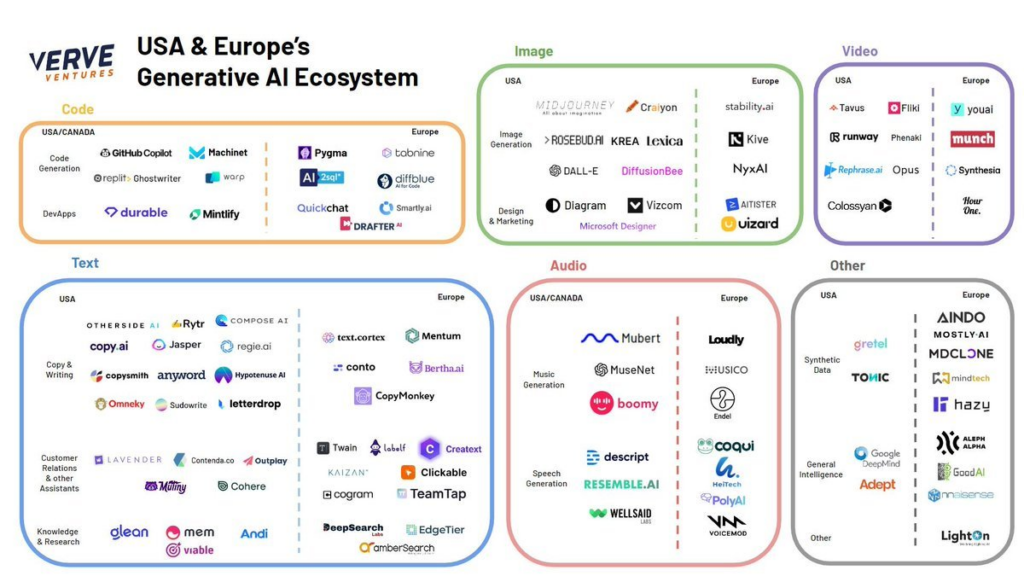 VERVE
VENTURES
USA & Europe's
Generative AI Ecosystem
Code
USA/CANADA
Europe
Code
Generation
GitHub Copilot
Machinet
Pygma
tabnine
replit Ghostwriter
warp
AI2sql
diffblue
AI for Code
DevApps
durable
Mintlify
Quickchat
Smartly.ai
DRAFTER AI
Image
USA
Europe
Image
Generation
MIDJOURNEY
All about imagination
Craiyon
stability.ai
ROSEBUD.AI
KREA
Lexica
Kive
DALL-E
DiffusionBee
NyxAI
Design
& Marketing
Diagram
Vizcom
AITISTER
Microsoft Designer
uizard
Video
USA
Europe
Tavus
Fliki
youai
runway
Phenaki
munch
Rephrase.ai
Opus
Synthesia
Colossyan
Hour
One.
Text
USA
Europe
Copy &
Writing
OTHERSIDE AI
Rytr
COMPOSE AI
text.cortex
Mentum
copy.ai
Jasper
regie.ai
copysmith
anyword
Hypotenuse AI
conto
Bertha.ai
Omneky
Sudowrite
letterdrop
CopyMonkey
Customer
Relations
& other
Assistants
LAVENDER
Contenda.co
Outplay
Twain
labelf
Creatext
KAIZAN
Clickable
Mutiny
Cohere
cogram
TeamTap
Knowledge
& Research
glean
mem
Andi
DeepSearch
Labs
EdgeTier
viable
amberSearch
Audio
USA/CANADA
Europe
Music
Generation
Mubert
Loudly
MuseNet
MUSICO
boomy
Endel
Speech
Generation
descript
coqui
RESEMBLE.AI
HeiTech
PolyAI
WELLSAID
LABS
VOICEMOD
Other
USA
Europe
Synthetic
Data
gretel
AINDO
MOSTLY·AI
TONIC
MDCLONE
mindtech
hazy
General
Intelligence
Google
DeepMind
ALEPH
ALPHA
Adept
GoodAI
nnaisense
Other
LightOn